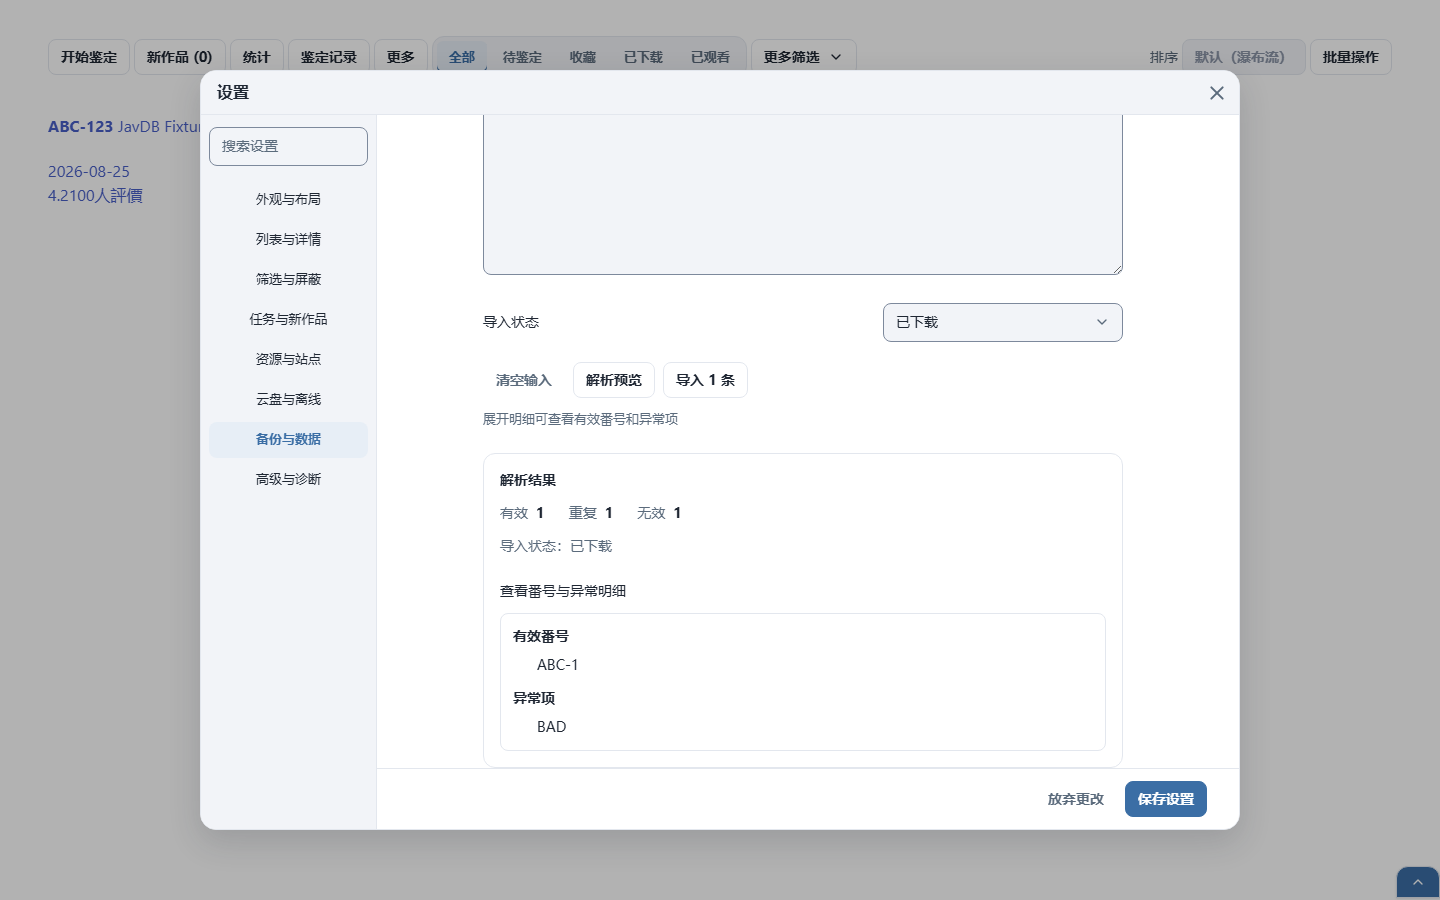 开始鉴定 新作品 (0) 统计 鉴定记录 更多 全部 待鉴定 收藏 已下载 已观看 更多筛选 排序 默认（瀑布流） 批量操作
设置
ABC-123 JavDB Fixtur
2026-08-25
4.2100人評價
搜索设置
外观与布局
列表与详情
筛选与屏蔽
任务与新作品
资源与站点
云盘与离线
备份与数据
高级与诊断
导入状态 已下载
清空输入 解析预览 导入 1 条
展开明细可查看有效番号和异常项
解析结果
有效 1 重复 1 无效 1
导入状态：已下载
查看番号与异常明细
有效番号
ABC-1
异常项
BAD
放弃更改 保存设置